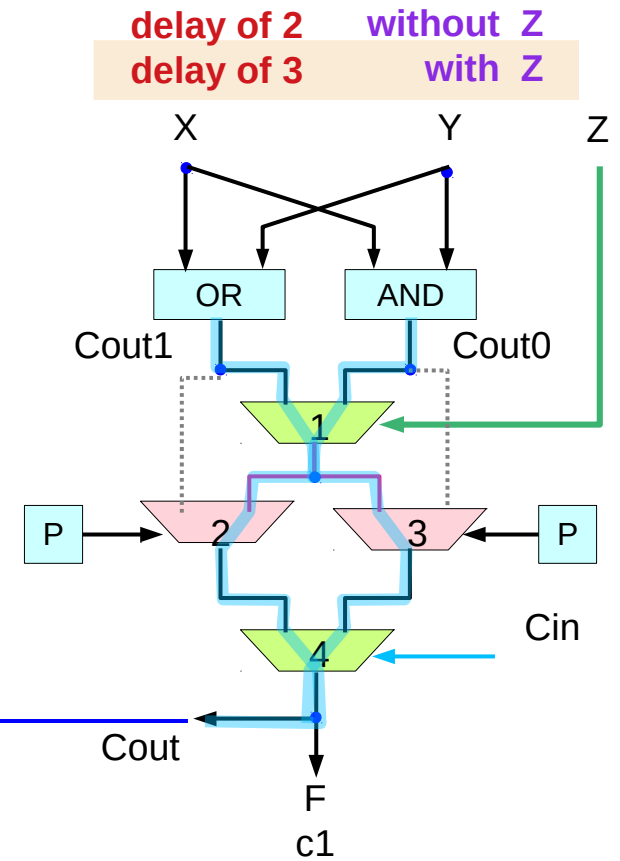 delay of 2 without Z
delay of 3 with Z
X Y Z
OR AND
Cout1 Cout0
1
P 2 3 P
Cin
4
Cout
F
c1